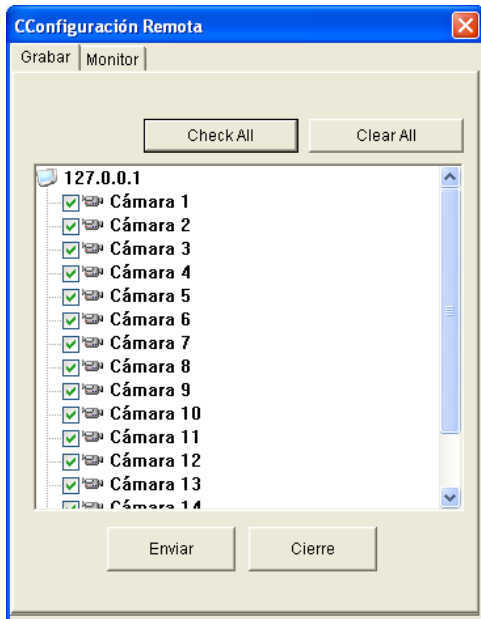 CConfiguración Remota
Grabar Monitor
Check All Clear All
127.0.0.1
Cámara 1
Cámara 2
Cámara 3
Cámara 4
Cámara 5
Cámara 6
Cámara 7
Cámara 8
Cámara 9
Cámara 10
Cámara 11
Cámara 12
Cámara 13
Cámara 14
Enviar Cierre